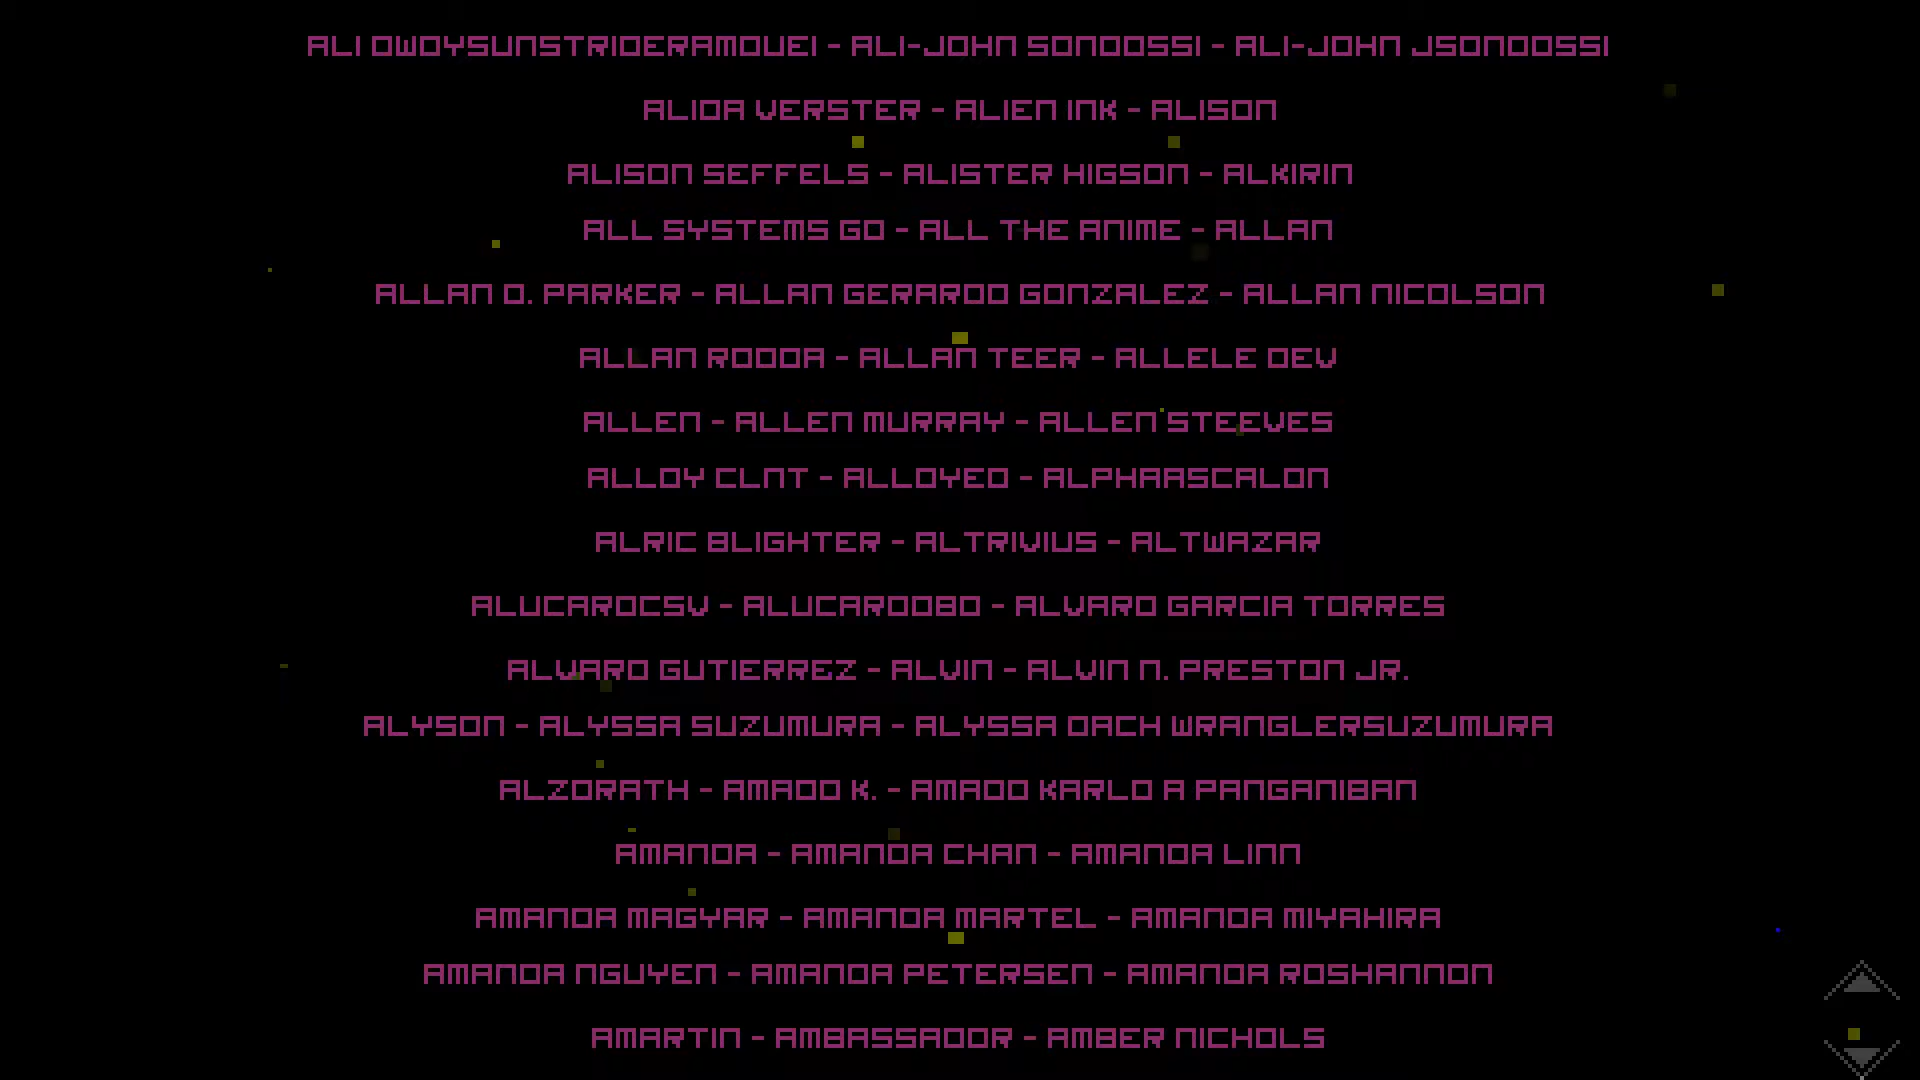 ALI - ALI-JOHN SONDOSSI - ALI-JOHN JSONDOSSI
ALIDA VERSTER - ALIEN INK - ALISON
ALISON SEFFELS - ALISTER HIGSON - ALKIRIN
ALL SYSTEMS GO - ALL THE ANIME - ALLAN
ALLAN D. PARKER - ALLAN GERARDO GONZALEZ - ALLAN NICOLSON
ALLAN RODDA - ALLAN TEER - ALLELE DEV
ALLEN - ALLEN MURRAY - ALLEN STEEVES
ALLOY CLNT - ALLOYED - ALPHAASCALON
ALRIC BLIGHTER - ALTRIVIUS - ALTWAZAR
ALUCARDCSV - ALUCARD080 - ALVARO GARCIA TORRES
ALVARO GUTIERREZ - ALVIN - ALVIN N. PRESTON JR.
ALYSON - ALYSSA SUZUMURA - ALYSSA DACH WRANGLERSUZUMURA
ALZORATH - AMADO K. - AMADO KARLO A PANGANIBAN
AMANDA - AMANDA CHAN - AMANDA LINN
AMANDA MAGYAR - AMANDA MARTEL - AMANDA MIYAHIRA
AMANDA NGUYEN - AMANDA PETERSEN - AMANDA ROSHANNON
AMARTIN - AMBASSADOR - AMBER NICHOLS